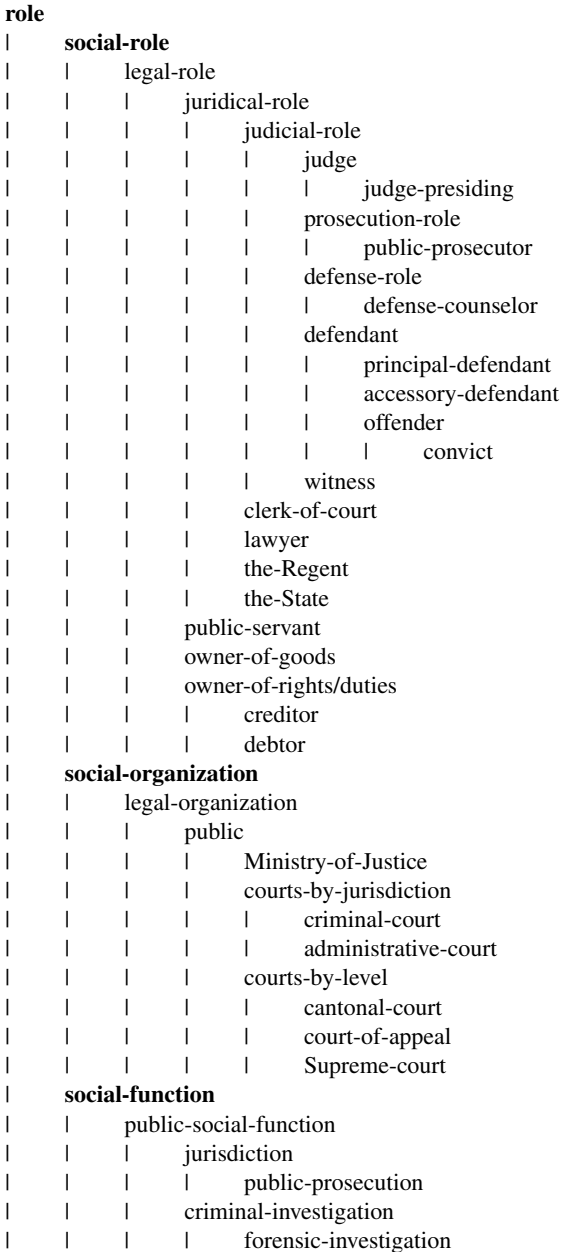 role
| social-role
| | legal-role
| | | juridical-role
| | | | judicial-role
| | | | | judge
| | | | | | judge-presiding
| | | | | prosecution-role
| | | | | | public-prosecutor
| | | | | defense-role
| | | | | | defense-counselor
| | | | | defendant
| | | | | | principal-defendant
| | | | | | accessory-defendant
| | | | | | offender
| | | | | | | convict
| | | | | witness
| | | | clerk-of-court
| | | | lawyer
| | | | the-Regent
| | | | the-State
| | | public-servant
| | | owner-of-goods
| | | owner-of-rights/duties
| | | | creditor
| | | | debtor
| social-organization
| | legal-organization
| | | public
| | | | Ministry-of-Justice
| | | | courts-by-jurisdiction
| | | | | criminal-court
| | | | | administrative-court
| | | | courts-by-level
| | | | | cantonal-court
| | | | | court-of-appeal
| | | | | Supreme-court
| social-function
| | public-social-function
| | | jurisdiction
| | | | public-prosecution
| | | criminal-investigation
| | | | forensic-investigation